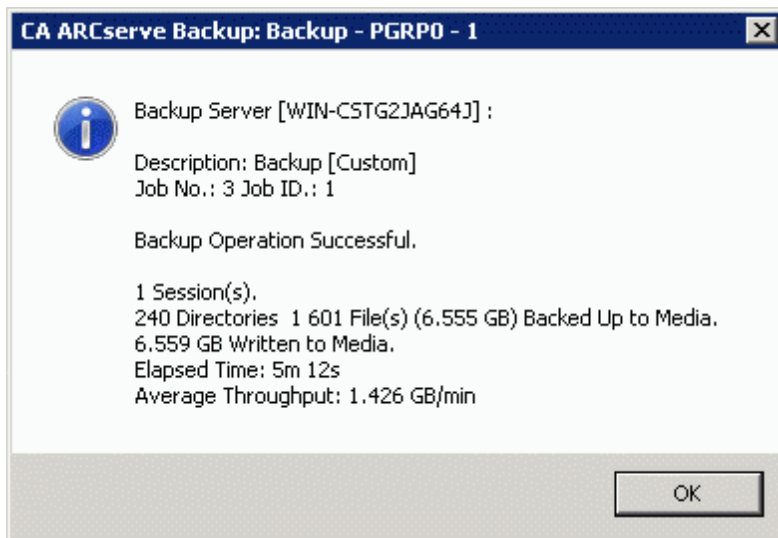 CA ARCserve Backup: Backup - PGRP0 - 1
Backup Server [WIN-CSTG2JAG64J] :
Description: Backup [Custom]
Job No.: 3 Job ID.: 1
Backup Operation Successful.
1 Session(s).
240 Directories  1 601 File(s) (6.555 GB) Backed Up to Media.
6.559 GB Written to Media.
Elapsed Time: 5m 12s
Average Throughput: 1.426 GB/min
OK